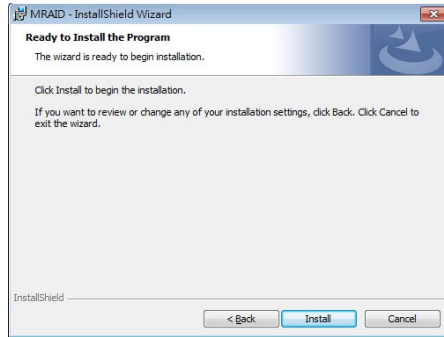 MRAID - InstallShield Wizard
Ready to Install the Program
The wizard is ready to begin installation.
Click Install to begin the installation.
If you want to review or change any of your installation settings, click Back. Click Cancel to
exit the wizard.
InstallShield
< Back
Install
Cancel